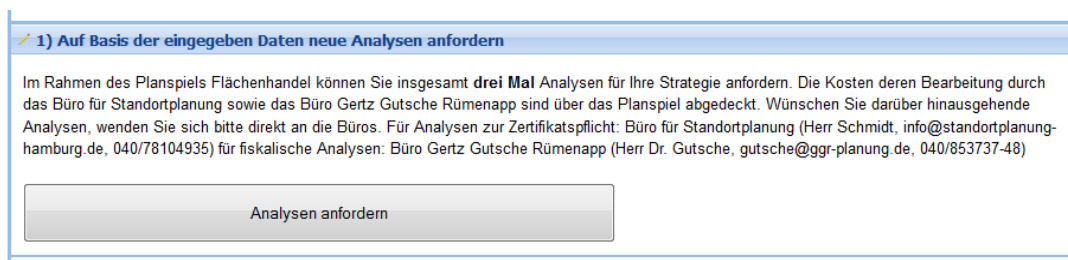 1) Auf Basis der eingegeben Daten neue Analysen anfordern
Im Rahmen des Planspiels Flächenhandel können Sie insgesamt drei Mal Analysen für Ihre Strategie anfordern. Die Kosten deren Bearbeitung durch
das Büro für Standortplanung sowie das Büro Gertz Gutsche Rümenapp sind über das Planspiel abgedeckt. Wünschen Sie darüber hinausgehende
Analysen, wenden Sie sich bitte direkt an die Büros. Für Analysen zur Zertifikatspflicht: Büro für Standortplanung (Herr Schmidt, info@standortplanung-
hamburg.de, 040/78104935) für fiskalische Analysen: Büro Gertz Gutsche Rümenapp (Herr Dr. Gutsche, gutsche@ggr-planung.de, 040/853737-48)
Analysen anfordern